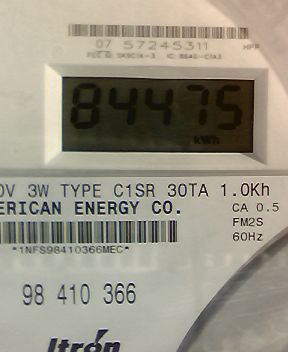 07 57245311
84475
kWh
0V 3W TYPE C1SR 30TA 1.0Kh
ERICAN ENERGY CO.
CA 0.5
FM2S
60Hz
*1NFS98410366MEC*
98 410 366
Itrón